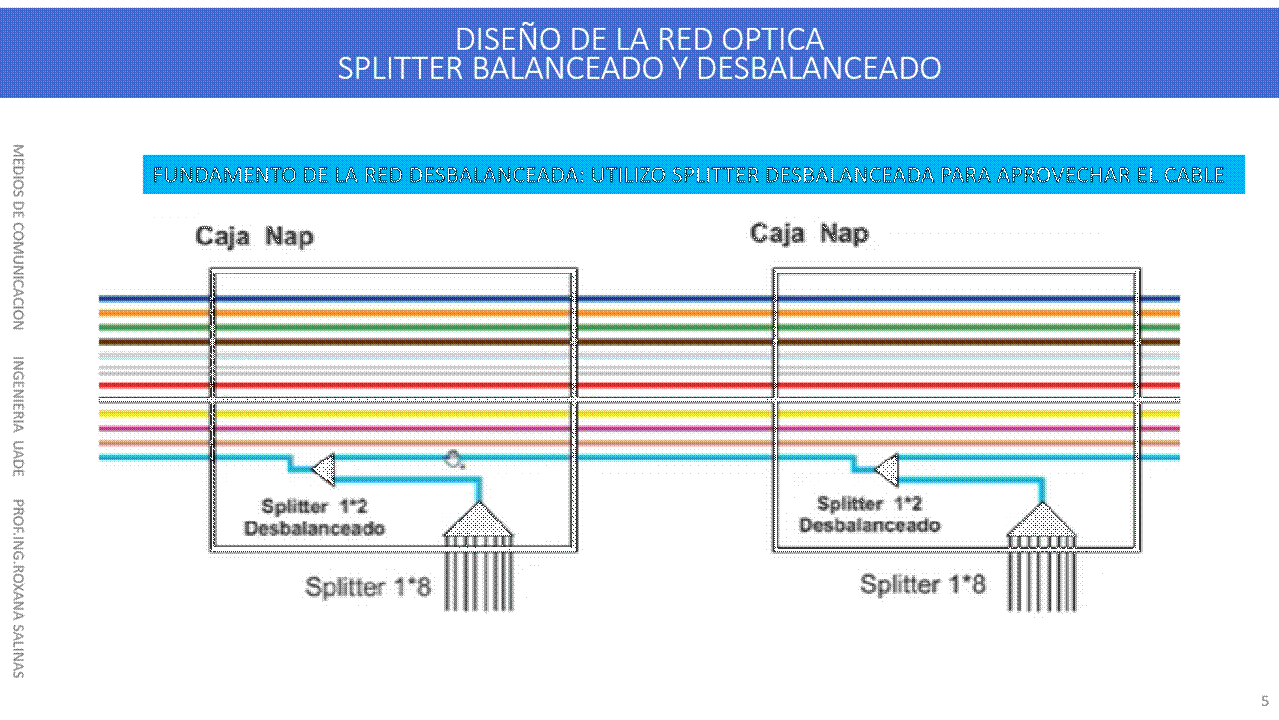 DISEÑO DE LA RED OPTICA
SPLITTER BALANCEADO Y DESBALANCEADO
FUNDAMENTO DE LA RED DESBALANCEADA: UTILIZO SPLITTER DESBALANCEADA PARA APROVECHAR EL CABLE
MEDIOS DE COMUNICACION INGENIERIA UADE PROF.ING.ROXANA SALINAS
Caja Nap
Caja Nap
Splitter 1*2
Desbalanceado
Splitter 1*8
Splitter 1*2
Desbalanceado
Splitter 1*8
5